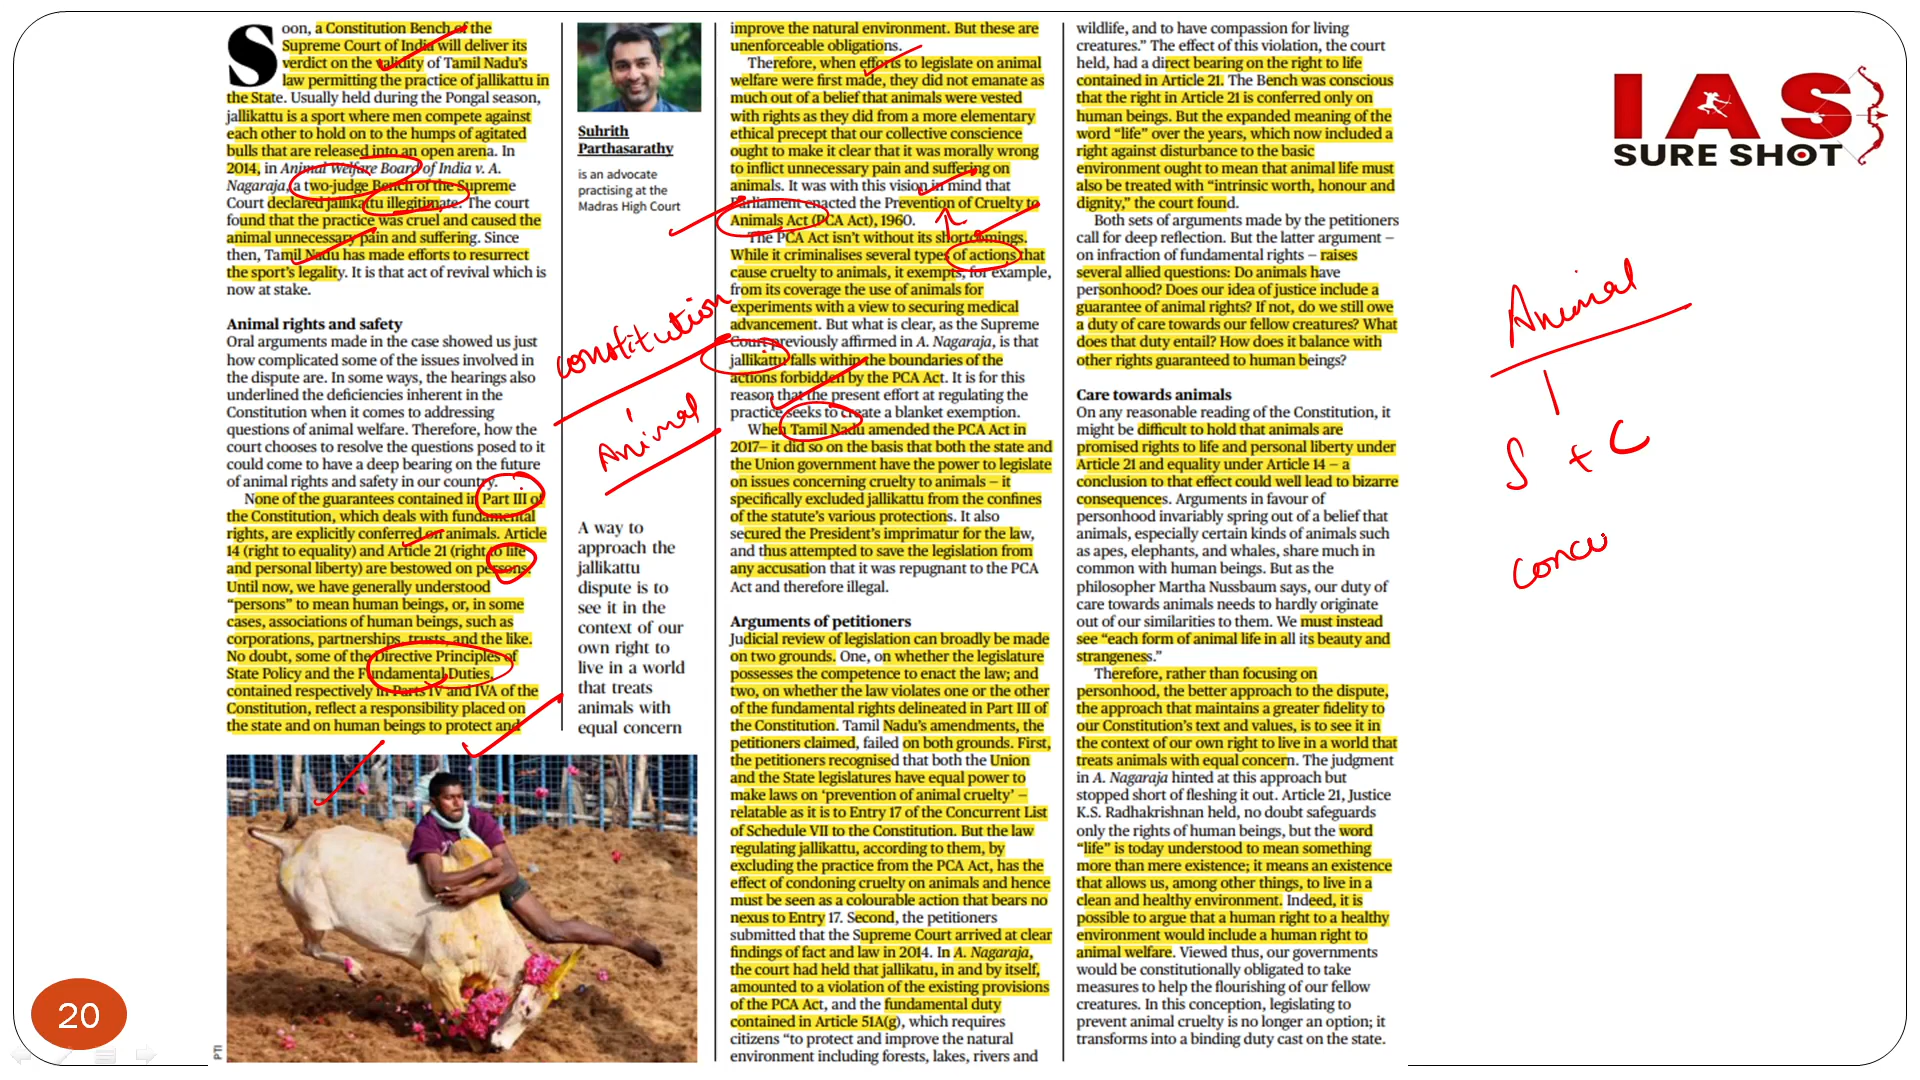 Soon, a Constitution Bench of the
Supreme Court of India will deliver its
verdict on the validity of Tamil Nadu's
law permitting the practice of jallikattu in
the State. Usually held during the Pongal season,
jallikattu is a sport where men compete against
each other to hold on to the humps of agitated
bulls that are released into an open arena. In
2014, in Animal Welfare Board of India v. A.
Nagaraja, a two-judge Bench of the Supreme
Court declared jallikattu illegitimate. The court
found that the practice was cruel and caused the
animal unnecessary pain and suffering. Since
then, Tamil Nadu has made efforts to resurrect
the sport's legality. It is that act of revival which is
now at stake.
Animal rights and safety
Oral arguments made in the case showed us just
how complicated some of the issues involved in
the dispute are. In some ways, the hearings also
underlined the deficiencies inherent in the
Constitution when it comes to addressing
questions of animal welfare. Therefore, how the
court chooses to resolve the questions posed to it
could come to have a deep bearing on the future
of animal rights and safety in our country.
None of the guarantees contained in Part III of
the Constitution, which deals with fundamental
rights, are explicitly conferred on animals. Article
14 (right to equality) and Article 21 (right to life
and personal liberty) are bestowed on persons.
Until now, we have generally understood
“persons” to mean human beings, or, in some
cases, associations of human beings, such as
corporations, partnerships, trusts, and the like.
No doubt, some of the Directive Principles of
State Policy and the Fundamental Duties,
contained respectively in Parts IV and IVA of the
Constitution, reflect a responsibility placed on
the state and on human beings to protect and
Suhrith
Parthasarathy
is an advocate
practising at the
Madras High Court
constitution
Animal
A way to
approach the
jallikattu
dispute is to
see it in the
context of our
own right to
live in a world
that treats
animals with
equal concern
PTI
improve the natural environment. But these are
unenforceable obligations.
Therefore, when efforts to legislate on animal
welfare were first made, they did not emanate as
much out of a belief that animals were vested
with rights as they did from a more elementary
ethical precept that our collective conscience
ought to make it clear that it was morally wrong
to inflict unnecessary pain and suffering on
animals. It was with this vision in mind that
Parliament enacted the Prevention of Cruelty to
Animals Act (PCA Act), 1960.
The PCA Act isn't without its shortcomings.
While it criminalises several types of actions that
cause cruelty to animals, it exempts, for example,
from its coverage the use of animals for
experiments with a view to securing medical
advancement. But what is clear, as the Supreme
Court previously affirmed in A. Nagaraja, is that
jallikattu falls within the boundaries of the
actions forbidden by the PCA Act. It is for this
reason that the present effort at regulating the
practice seeks to create a blanket exemption.
When Tamil Nadu amended the PCA Act in
2017— it did so on the basis that both the state and
the Union government have the power to legislate
on issues concerning cruelty to animals — it
specifically excluded jallikattu from the confines
of the statute's various protections. It also
secured the President's imprimatur for the law,
and thus attempted to save the legislation from
any accusation that it was repugnant to the PCA
Act and therefore illegal.
Arguments of petitioners
Judicial review of legislation can broadly be made
on two grounds. One, on whether the legislature
possesses the competence to enact the law; and
two, on whether the law violates one or the other
of the fundamental rights delineated in Part III of
the Constitution. Tamil Nadu's amendments, the
petitioners claimed, failed on both grounds. First,
the petitioners recognised that both the Union
and the State legislatures have equal power to
make laws on ‘prevention of animal cruelty’ —
relatable as it is to Entry 17 of the Concurrent List
of Schedule VII to the Constitution. But the law
regulating jallikattu, according to them, by
excluding the practice from the PCA Act, has the
effect of condoning cruelty on animals and hence
must be seen as a colourable action that bears no
nexus to Entry 17. Second, the petitioners
submitted that the Supreme Court arrived at clear
findings of fact and law in 2014. In A. Nagaraja,
the court had held that jallikatu, in and by itself,
amounted to a violation of the existing provisions
of the PCA Act, and the fundamental duty
contained in Article 51A(g), which requires
citizens “to protect and improve the natural
environment including forests, lakes, rivers and
wildlife, and to have compassion for living
creatures.” The effect of this violation, the court
held, had a direct bearing on the right to life
contained in Article 21. The Bench was conscious
that the right in Article 21 is conferred only on
human beings. But the expanded meaning of the
word “life” over the years, which now included a
right against disturbance to the basic
environment ought to mean that animal life must
also be treated with “intrinsic worth, honour and
dignity,” the court found.
Both sets of arguments made by the petitioners
call for deep reflection. But the latter argument —
on infraction of fundamental rights — raises
several allied questions: Do animals have
personhood? Does our idea of justice include a
guarantee of animal rights? If not, do we still owe
a duty of care towards our fellow creatures? What
does that duty entail? How does it balance with
other rights guaranteed to human beings?
Care towards animals
On any reasonable reading of the Constitution, it
might be difficult to hold that animals are
promised rights to life and personal liberty under
Article 21 and equality under Article 14 — a
conclusion to that effect could well lead to bizarre
consequences. Arguments in favour of
personhood invariably spring out of a belief that
animals, especially certain kinds of animals such
as apes, elephants, and whales, share much in
common with human beings. But as the
philosopher Martha Nussbaum says, our duty of
care towards animals needs to hardly originate
out of our similarities to them. We must instead
see “each form of animal life in all its beauty and
strangeness.”
Therefore, rather than focusing on
personhood, the better approach to the dispute,
the approach that maintains a greater fidelity to
our Constitution's text and values, is to see it in
the context of our own right to live in a world that
treats animals with equal concern. The judgment
in A. Nagaraja hinted at this approach but
stopped short of fleshing it out. Article 21, Justice
K.S. Radhakrishnan held, no doubt safeguards
only the rights of human beings, but the word
“life” is today understood to mean something
more than mere existence; it means an existence
that allows us, among other things, to live in a
clean and healthy environment. Indeed, it is
possible to argue that a human right to a healthy
environment would include a human right to
animal welfare. Viewed thus, our governments
would be constitutionally obligated to take
measures to help the flourishing of our fellow
creatures. In this conception, legislating to
prevent animal cruelty is no longer an option; it
transforms into a binding duty cast on the state.
IAS
SURE SHOT
Animal
S + C
concu
20